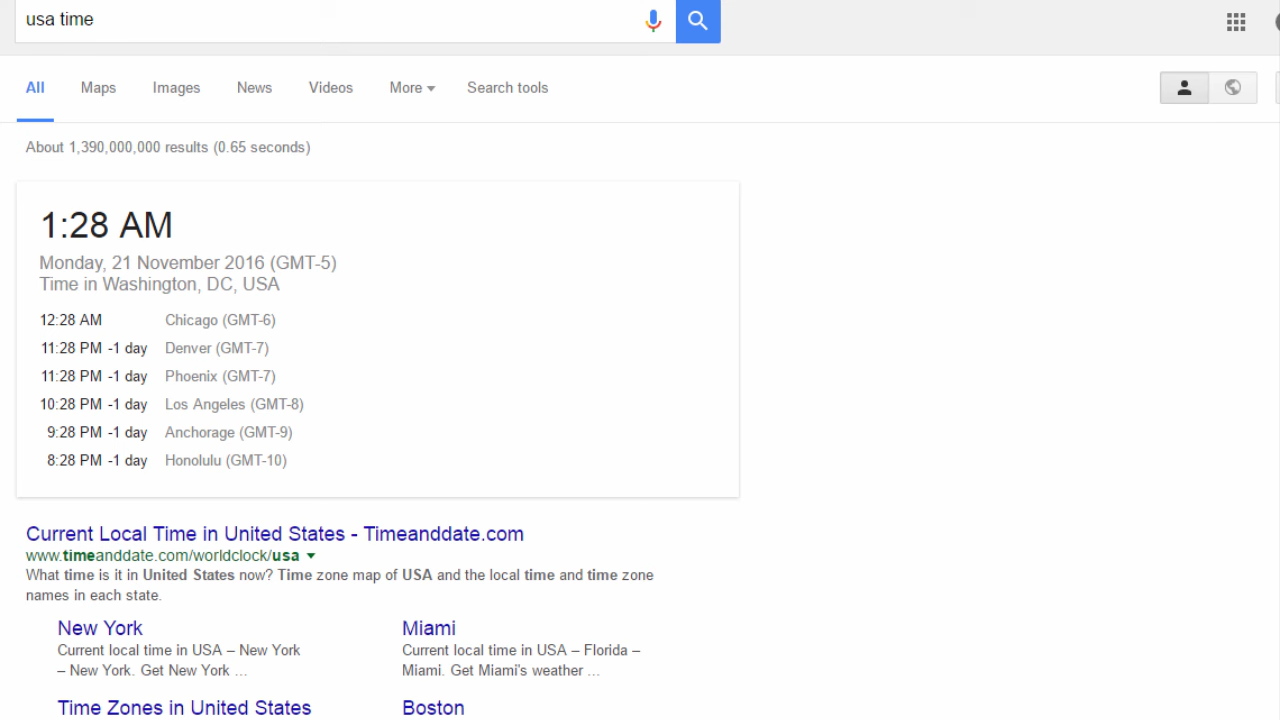 usa time
All Maps Images News Videos More Search tools
About 1,390,000,000 results (0.65 seconds)
1:28 AM
Monday, 21 November 2016 (GMT-5)
Time in Washington, DC, USA
12:28 AM Chicago (GMT-6)
11:28 PM -1 day Denver (GMT-7)
11:28 PM -1 day Phoenix (GMT-7)
10:28 PM -1 day Los Angeles (GMT-8)
9:28 PM -1 day Anchorage (GMT-9)
8:28 PM -1 day Honolulu (GMT-10)
Current Local Time in United States - Timeanddate.com
www.timeanddate.com/worldclock/usa
What time is it in United States now? Time zone map of USA and the local time and time zone
names in each state.
New York
Current local time in USA – New York
– New York. Get New York ...
Miami
Current local time in USA – Florida –
Miami. Get Miami's weather ...
Time Zones in United States
Boston